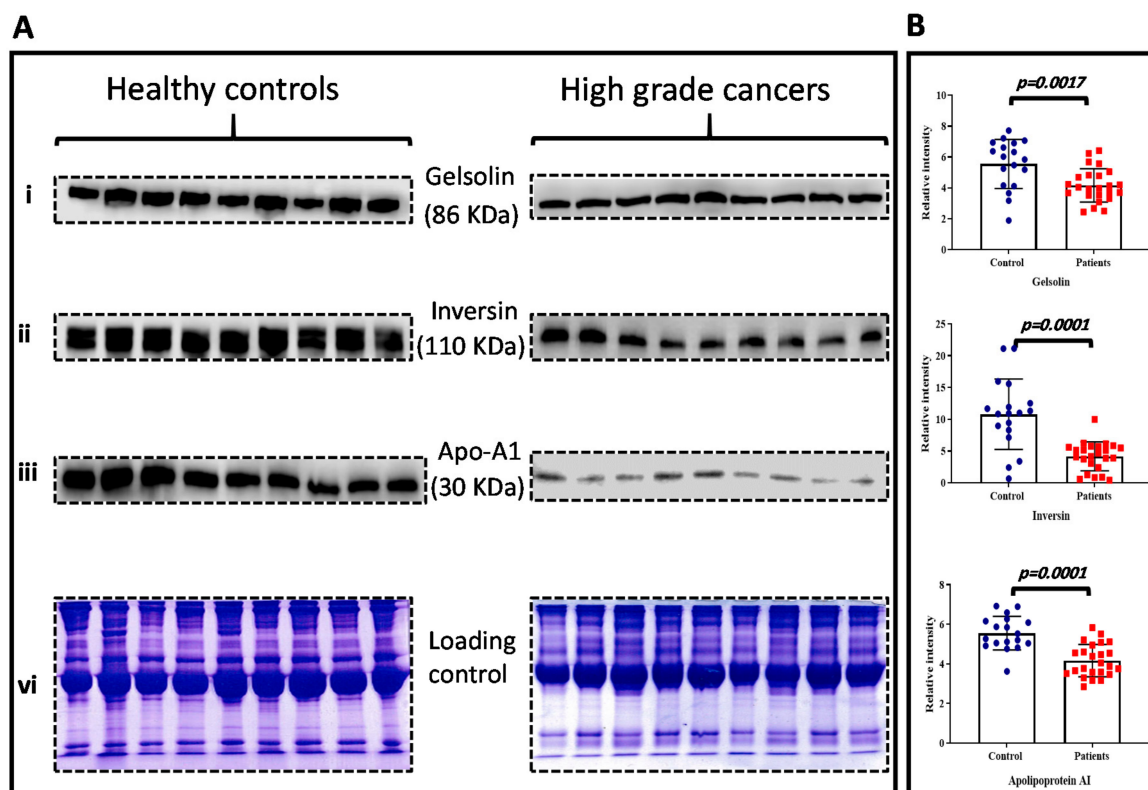 A
Healthy controls
High grade cancers
i
Gelsolin
(86 KDa)
ii
Inversin
(110 KDa)
iii
Apo-A1
(30 KDa)
vi
Loading
control
B
p=0.0017
Relative intensity
10
8
6
4
2
0
Control
Patients
Gelsolin
p=0.0001
Relative intensity
25
20
15
10
5
0
Control
Patients
Inversin
p=0.0001
Relative intensity
8
6
4
2
0
Control
Patients
Apolipoprotein AI